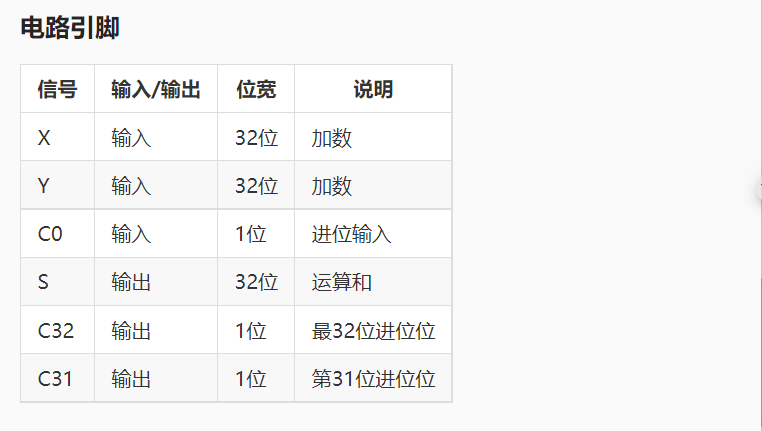 电路引脚
信号 输入/输出 位宽 说明
X 输入 32位 加数
Y 输入 32位 加数
C0 输入 1位 进位输入
S 输出 32位 运算和
C32 输出 1位 最32位进位位
C31 输出 1位 第31位进位位